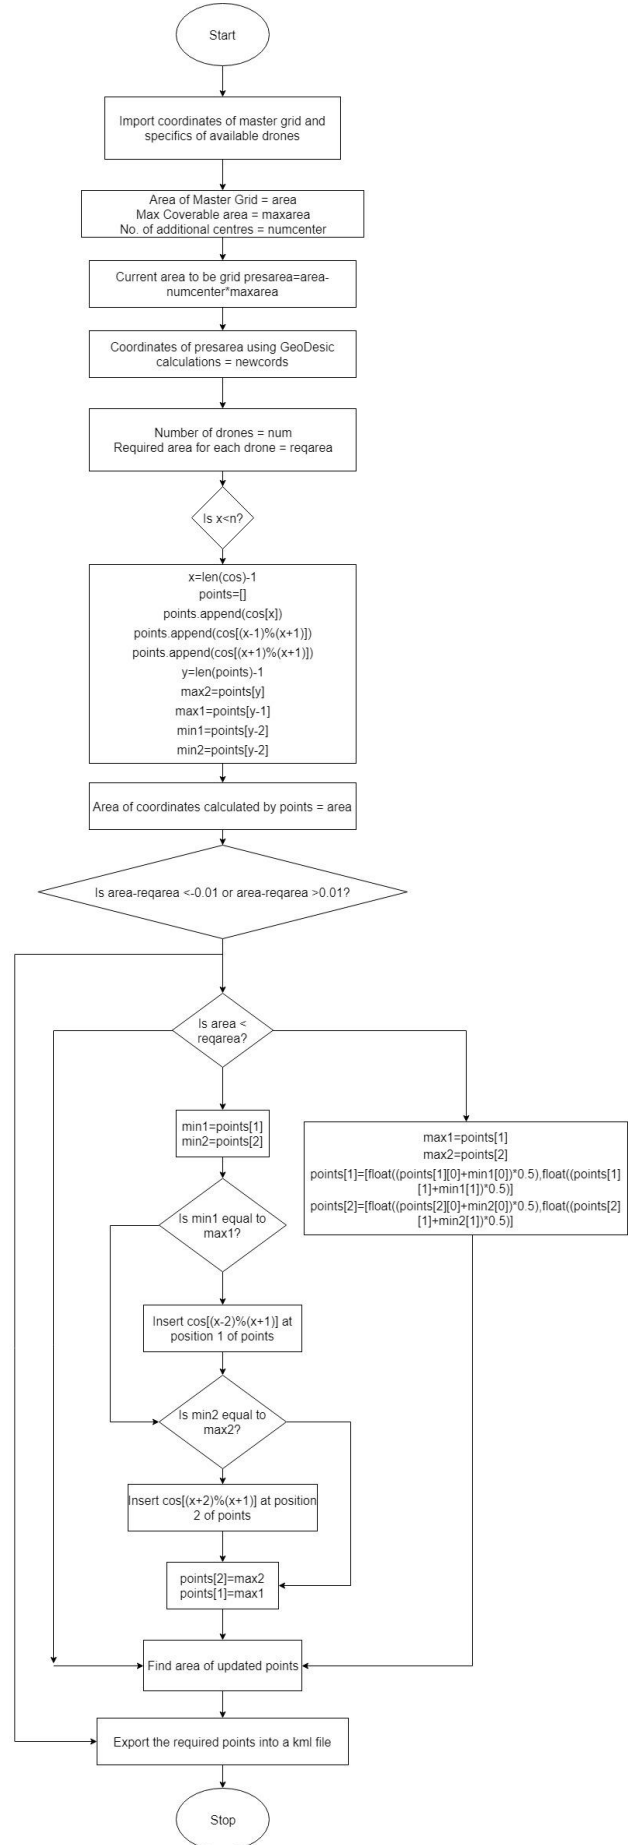 Start
Import coordinates of master grid and
specifics of available drones
Area of Master Grid = area
Max Coverable area = maxarea
No. of additional centres = numcenter
Current area to be grid presarea=area-
numcenter*maxarea
Coordinates of presarea using GeoDesic
calculations = newcords
Number of drones = num
Required area for each drone = reqarea
Is x<n?
x=len(cos)-1
points=[]
points.append(cos[x])
points.append(cos[(x-1)%(x+1)])
points.append(cos[(x+1)%(x+1)])
y=len(points)-1
max2=points[y]
max1=points[y-1]
min1=points[y-2]
min2=points[y-2]
Area of coordinates calculated by points = area
Is area-reqarea <-0.01 or area-reqarea >0.01?
Is area <
reqarea?
min1=points[1]
min2=points[2]
max1=points[1]
max2=points[2]
points[1]=[float((points[1][0]+min1[0])*0.5),float((points[1]
[1]+min1[1])*0.5)]
points[2]=[float((points[2][0]+min2[0])*0.5),float((points[2]
[1]+min2[1])*0.5)]
Is min1 equal to
max1?
Insert cos[(x-2)%(x+1)] at
position 1 of points
Is min2 equal to
max2?
Insert cos[(x+2)%(x+1)] at position
2 of points
points[2]=max2
points[1]=max1
Find area of updated points
Export the required points into a kml file
Stop